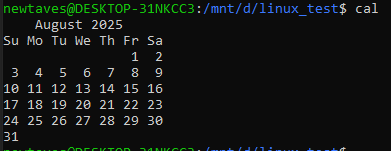 newtaves@DESKTOP-31NKCC3:/mnt/d/linux_test$ cal
    August 2025
Su Mo Tu We Th Fr Sa
                1  2
 3  4  5  6  7  8  9
10 11 12 13 14 15 16
17 18 19 20 21 22 23
24 25 26 27 28 29 30
31
newtaves@DESKTOP-31NKCC3:/mnt/d/linux_test$